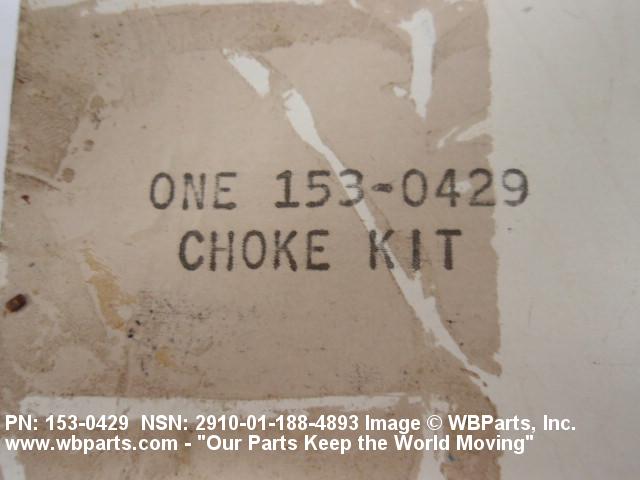 ONE 153-0429
CHOKE KIT
PN: 153-0429 NSN: 2910-01-188-4893 Image © WBParts, Inc.
www.wbparts.com - "Our Parts Keep the World Moving"